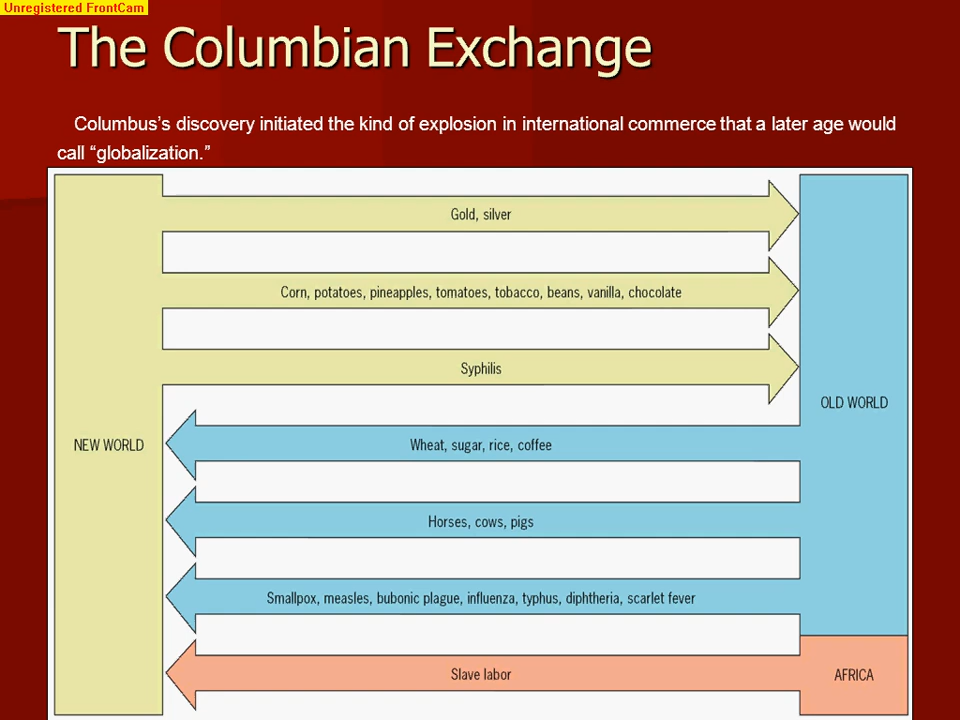 Unregistered FrontCam
The Columbian Exchange
Columbus’s discovery initiated the kind of explosion in international commerce that a later age would
call “globalization.”
Gold, silver
Corn, potatoes, pineapples, tomatoes, tobacco, beans, vanilla, chocolate
Syphilis
OLD WORLD
NEW WORLD
Wheat, sugar, rice, coffee
Horses, cows, pigs
Smallpox, measles, bubonic plague, influenza, typhus, diphtheria, scarlet fever
Slave labor
AFRICA